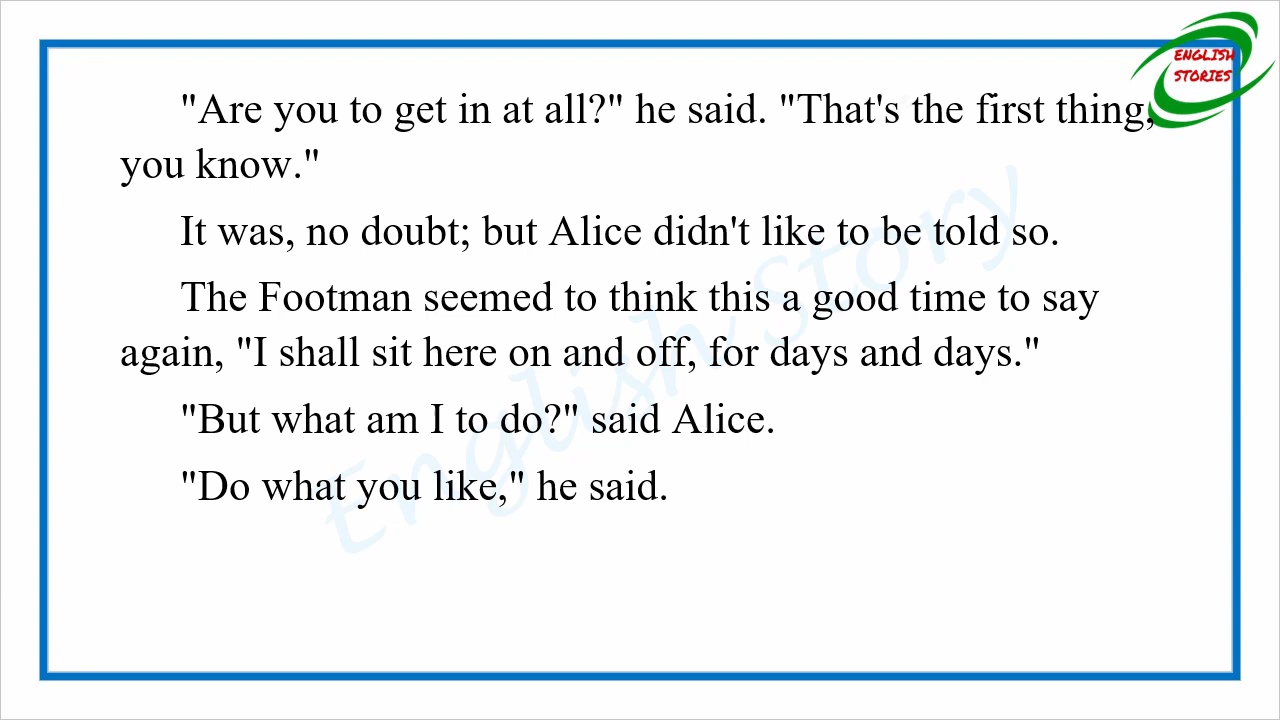 ENGLISH
STORIES
"Are you to get in at all?" he said. "That's the first thing,
you know."
It was, no doubt; but Alice didn't like to be told so.
The Footman seemed to think this a good time to say
again, "I shall sit here on and off, for days and days."
"But what am I to do?" said Alice.
"Do what you like," he said.
English Story